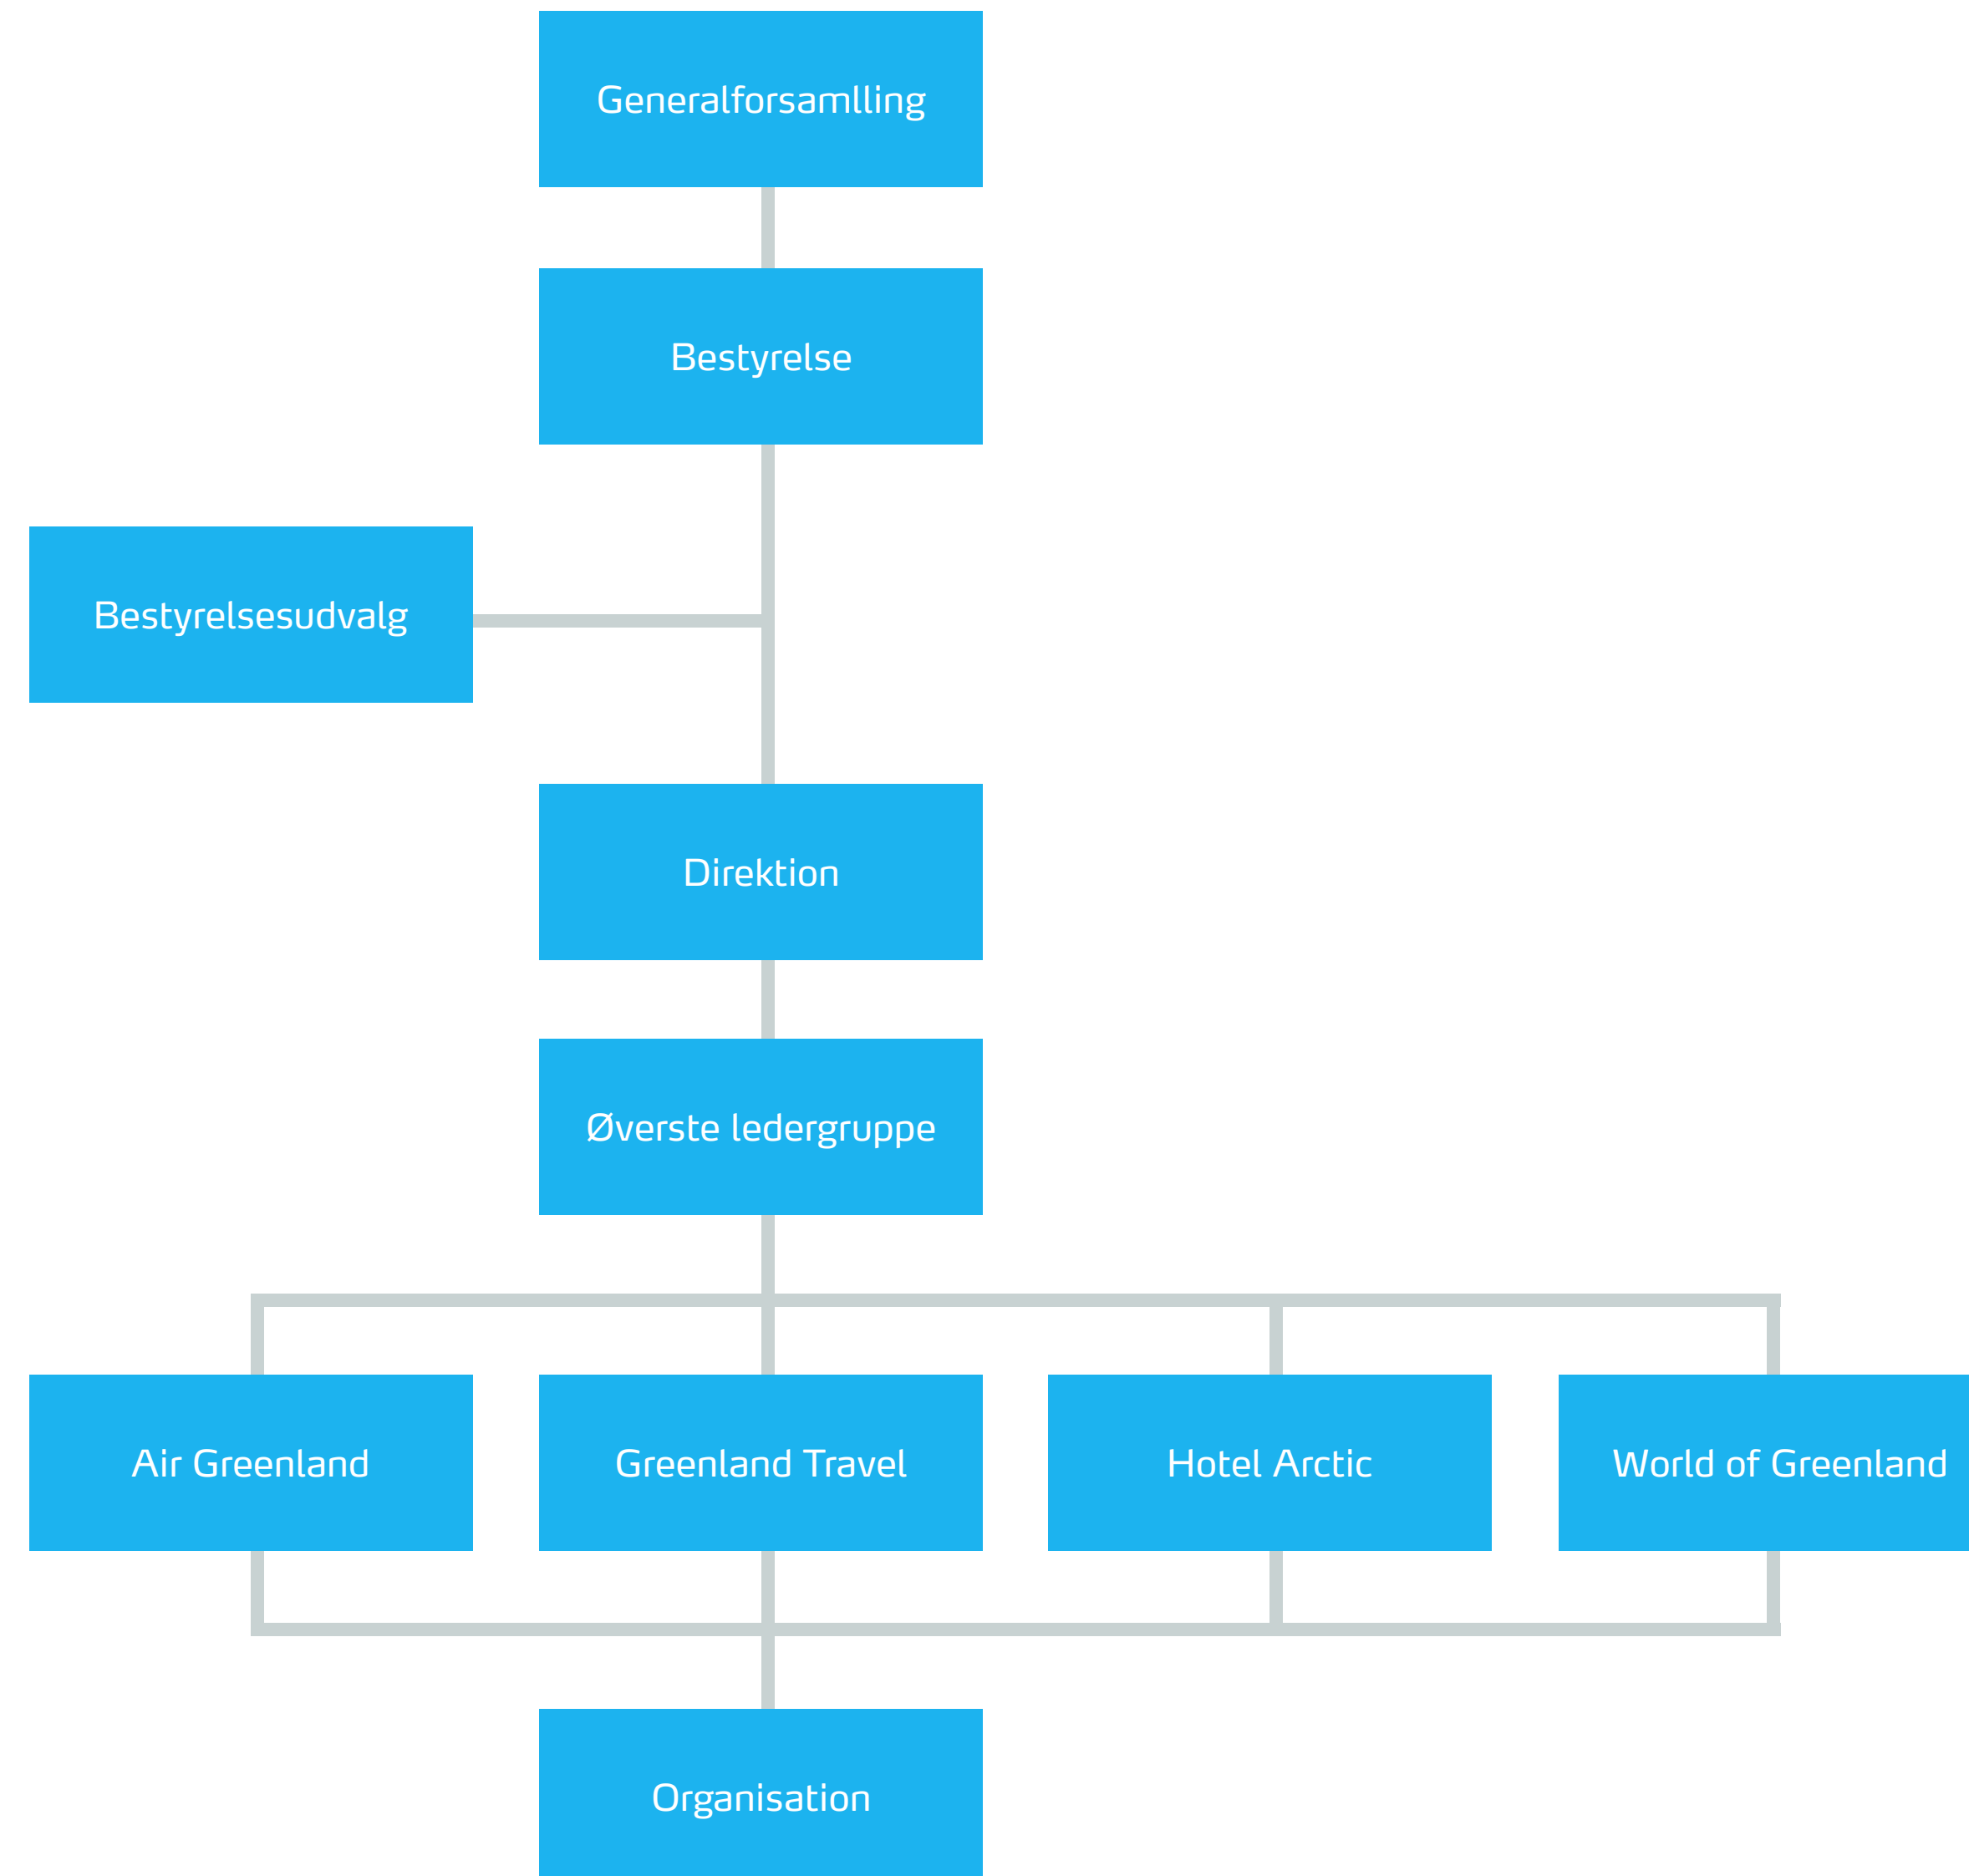 Generalforsamlling
Bestyrelse
Bestyrelsesudvalg
Direktion
Øverste ledergruppe
Air Greenland
Greenland Travel
Hotel Arctic
World of Greenland
Organisation